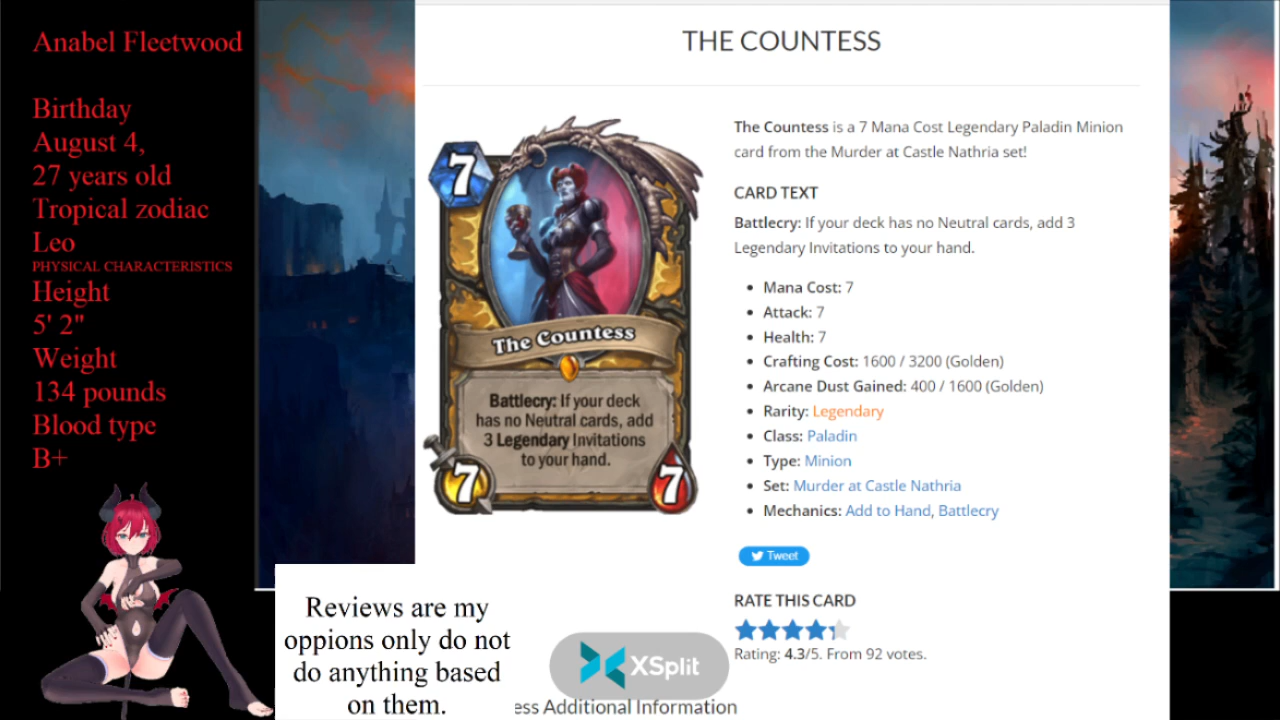 Anabel Fleetwood
Birthday
August 4,
27 years old
Tropical zodiac
Leo
PHYSICAL CHARACTERISTICS
Height
5' 2"
Weight
134 pounds
Blood type
B+
THE COUNTESS
7
The Countess
Battlecry: If your deck
has no Neutral cards, add
3 Legendary Invitations
to your hand.
7
7
The Countess is a 7 Mana Cost Legendary Paladin Minion
card from the Murder at Castle Nathria set!
CARD TEXT
Battlecry: If your deck has no Neutral cards, add 3
Legendary Invitations to your hand.
• Mana Cost: 7
• Attack: 7
• Health: 7
• Crafting Cost: 1600 / 3200 (Golden)
• Arcane Dust Gained: 400 / 1600 (Golden)
• Rarity: Legendary
• Class: Paladin
• Type: Minion
• Set: Murder at Castle Nathria
• Mechanics: Add to Hand, Battlecry
Tweet
RATE THIS CARD
Rating: 4.3/5. From 92 votes.
Reviews are my
oppions only do not
do anything based
on them.
XSplit
ess Additional Information